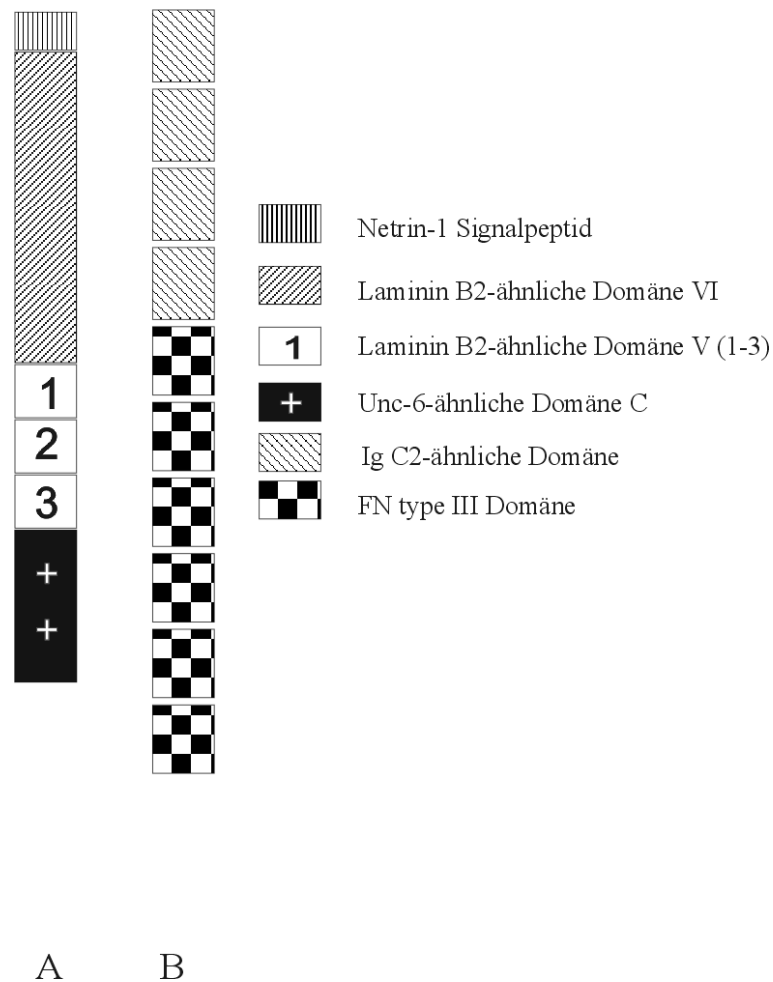 1
2
3
+
+
Netrin-1 Signalpeptid
Laminin B2-ähnliche Domäne VI
1 Laminin B2-ähnliche Domäne V (1-3)
+ Unc-6-ähnliche Domäne C
Ig C2-ähnliche Domäne
FN type III Domäne
A B